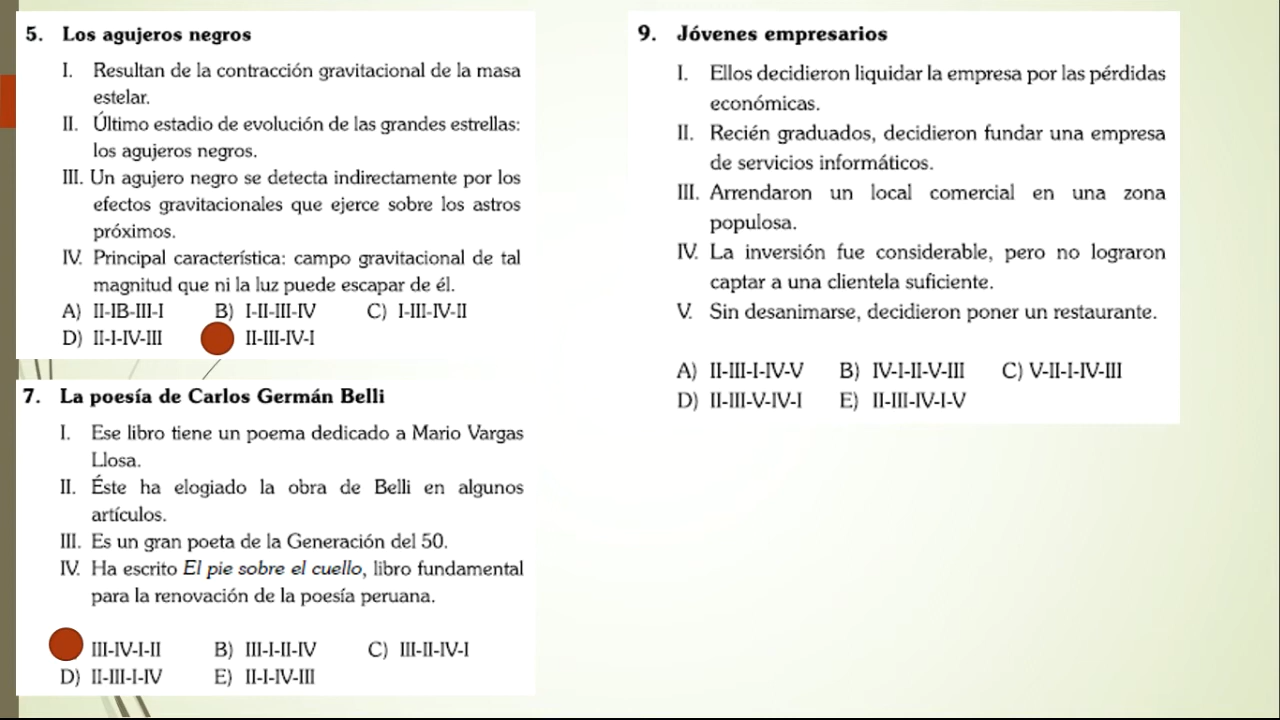 5. Los agujeros negros
I. Resultan de la contracción gravitacional de la masa
estelar.
II. Último estadio de evolución de las grandes estrellas:
los agujeros negros.
III. Un agujero negro se detecta indirectamente por los
efectos gravitacionales que ejerce sobre los astros
próximos.
IV. Principal característica: campo gravitacional de tal
magnitud que ni la luz puede escapar de él.
A) II-IB-III-I B) I-II-III-IV C) I-III-IV-II
D) II-I-IV-III II-III-IV-I
7. La poesía de Carlos Germán Belli
I. Ese libro tiene un poema dedicado a Mario Vargas
Llosa.
II. Éste ha elogiado la obra de Belli en algunos
artículos.
III. Es un gran poeta de la Generación del 50.
IV. Ha escrito El pie sobre el cuello, libro fundamental
para la renovación de la poesía peruana.
III-IV-I-II B) III-I-II-IV C) III-II-IV-I
D) II-III-I-IV E) II-I-IV-III
9. Jóvenes empresarios
I. Ellos decidieron liquidar la empresa por las pérdidas
económicas.
II. Recién graduados, decidieron fundar una empresa
de servicios informáticos.
III. Arrendaron un local comercial en una zona
populosa.
IV. La inversión fue considerable, pero no lograron
captar a una clientela suficiente.
V. Sin desanimarse, decidieron poner un restaurante.
A) II-III-I-IV-V B) IV-I-II-V-III C) V-II-I-IV-III
D) II-III-V-IV-I E) II-III-IV-I-V